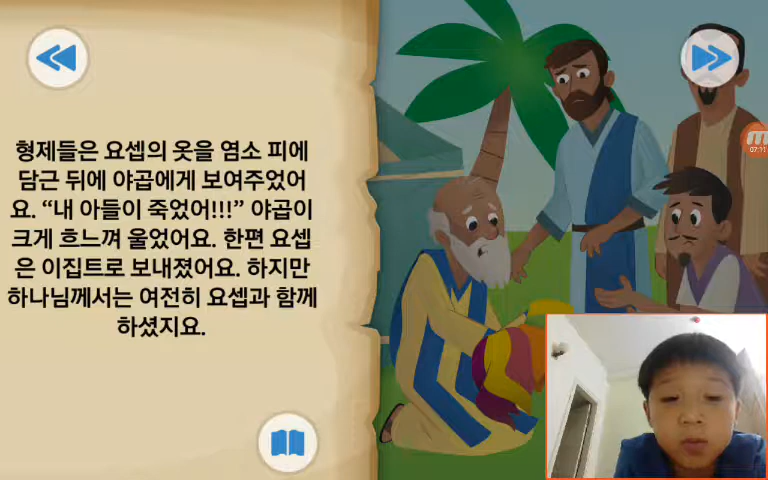 형제들은 요셉의 옷을 염소 피에
담근 뒤에 야곱에게 보여주었어
요. “내 아들이 죽었어!!!” 야곱이
크게 흐느껴 울었어요. 한편 요셉
은 이집트로 보내졌어요. 하지만
하나님께서는 여전히 요셉과 함께
하셨지요.
07:11